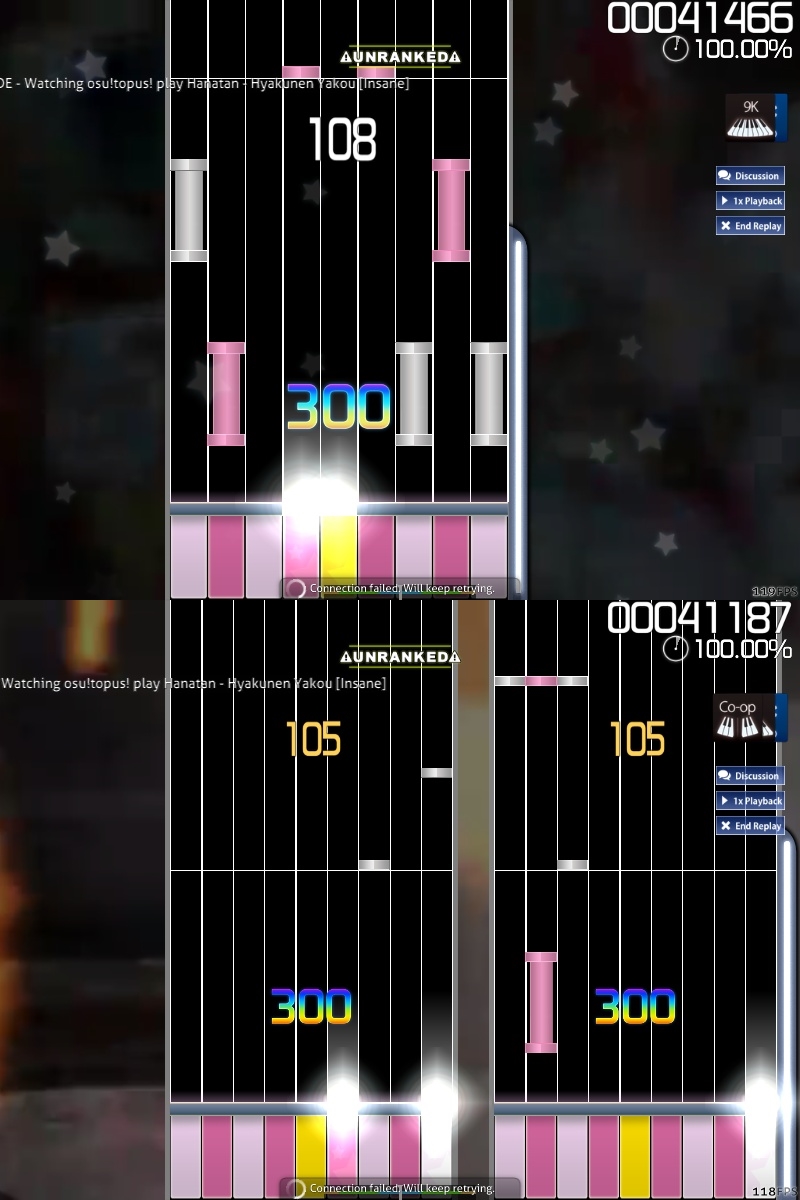 00041466
100.00%
⚠UNRANKED⚠
DE - Watching osu!topus! play Hanatan - Hyakunen Yakou [Insane]
9K
108
Discussion
1x Playback
End Replay
300
Connection failed. Will keep retrying.
119FPS
00041187
100.00%
⚠UNRANKED⚠
Watching osu!topus! play Hanatan - Hyakunen Yakou [Insane]
Co-op
105
105
Discussion
1x Playback
End Replay
300
300
Connection failed. Will keep retrying.
118FPS